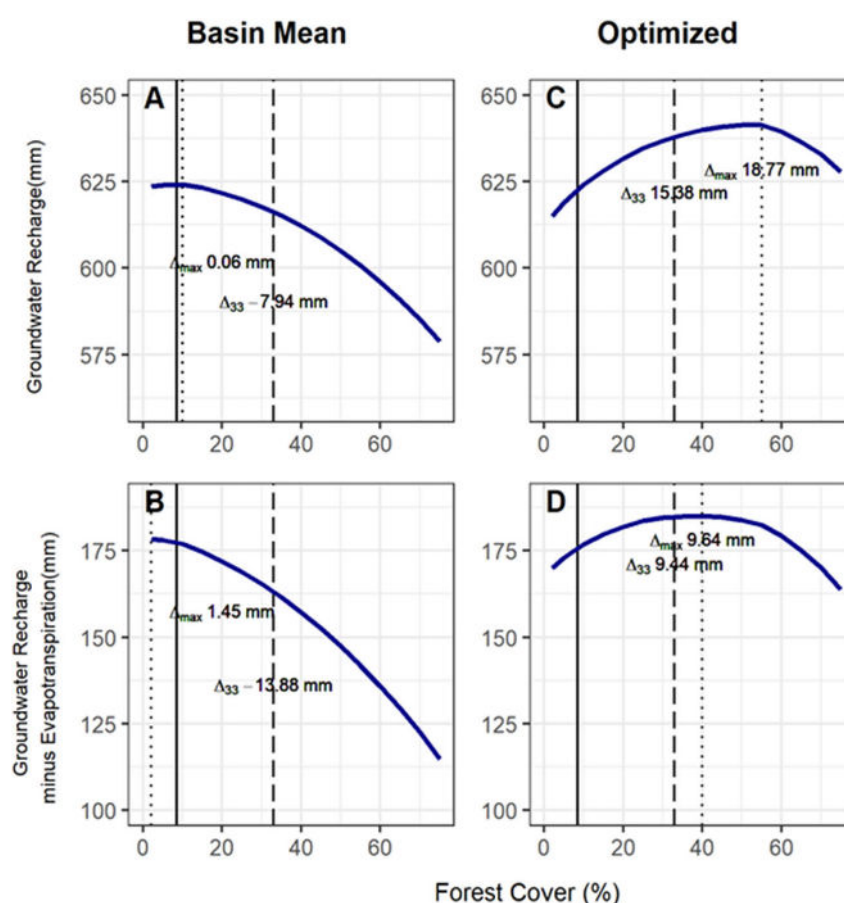 Basin Mean
Optimized
Groundwater Recharge(mm)
A
650
625
600
575
Δmax 0.06 mm
Δ33 −7.94 mm
0 20 40 60
C
650
625
600
575
Δmax 18.77 mm
Δ33 15.38 mm
0 20 40 60
Groundwater Recharge
minus Evapotranspiration(mm)
B
175
150
125
100
Δmax 1.45 mm
Δ33 −13.88 mm
0 20 40 60
D
175
150
125
100
Δmax 9.64 mm
Δ33 9.44 mm
0 20 40 60
Forest Cover (%)